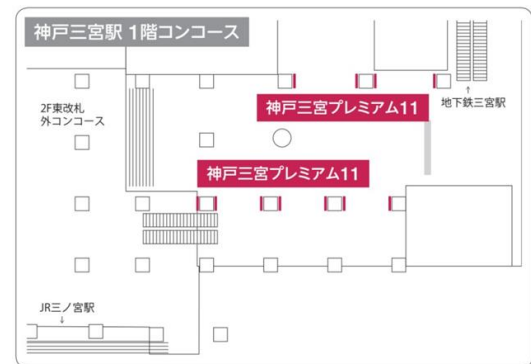 神戸三宮駅 1階コンコース
2F東改札
外コンコース
神戸三宮プレミアム11
地下鉄三宮駅
神戸三宮プレミアム11
JR三ノ宮駅